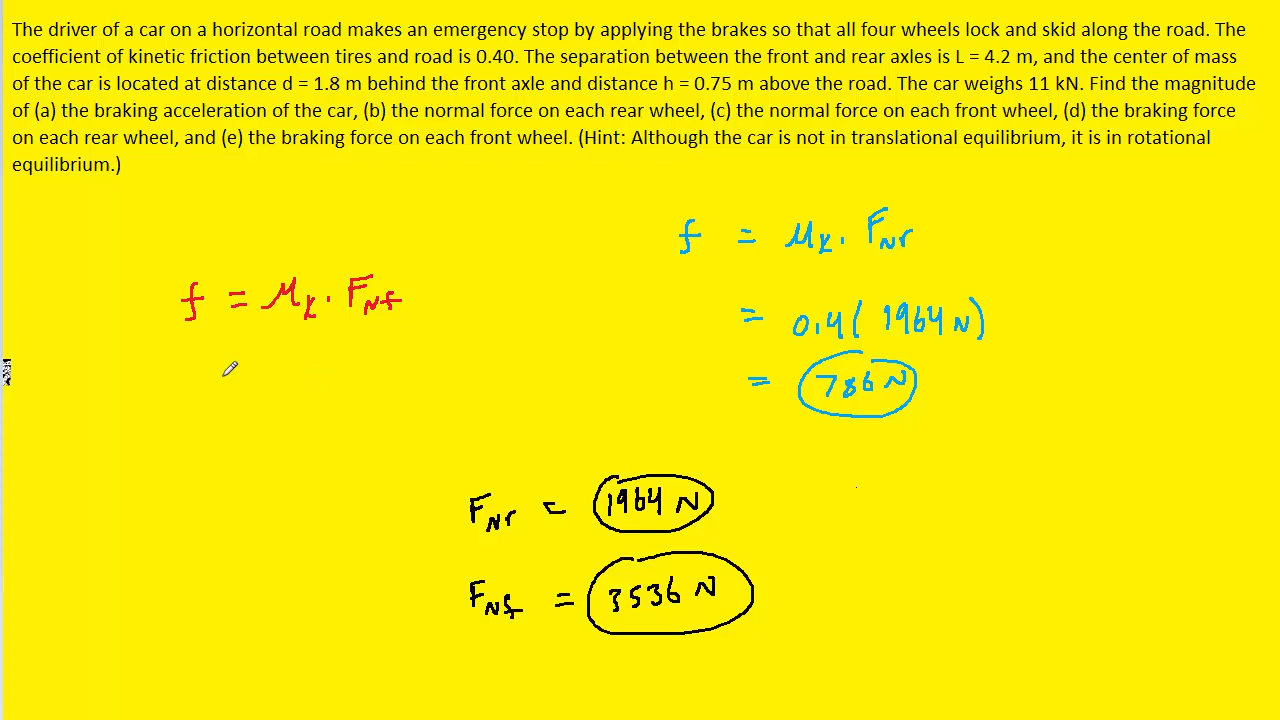 The driver of a car on a horizontal road makes an emergency stop by applying the brakes so that all four wheels lock and skid along the road. The
coefficient of kinetic friction between tires and road is 0.40. The separation between the front and rear axles is L = 4.2 m, and the center of mass
of the car is located at distance d = 1.8 m behind the front axle and distance h = 0.75 m above the road. The car weighs 11 kN. Find the magnitude
of (a) the braking acceleration of the car, (b) the normal force on each rear wheel, (c) the normal force on each front wheel, (d) the braking force
on each rear wheel, and (e) the braking force on each front wheel. (Hint: Although the car is not in translational equilibrium, it is in rotational
equilibrium.)
f = μk · FNf
f = μk · FNr
= 0.4( 1964 N)
= 786 N
FNr = 1964 N
FNf = 3536 N